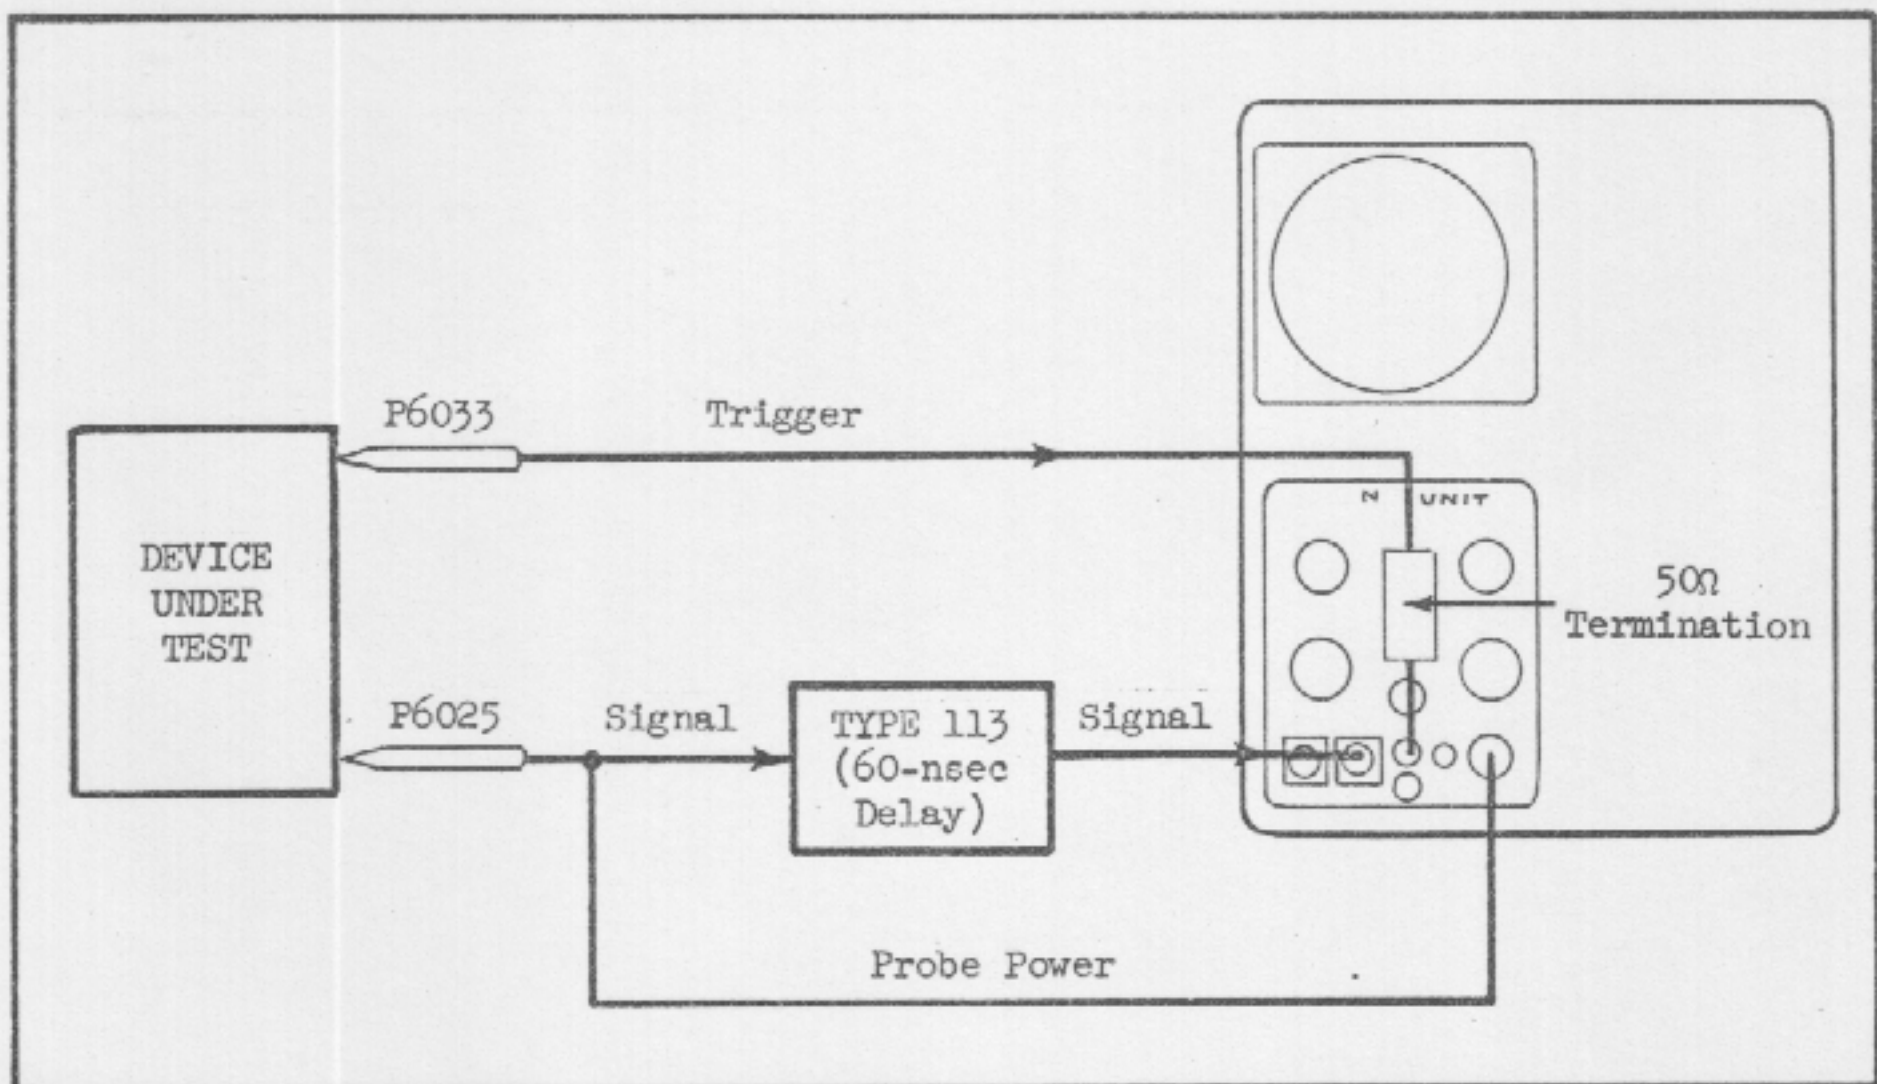 P6033
Trigger
N UNIT
DEVICE
UNDER
TEST
50Ω
Termination
P6025
Signal
TYPE 113
(60-nsec
Delay)
Signal
Probe Power